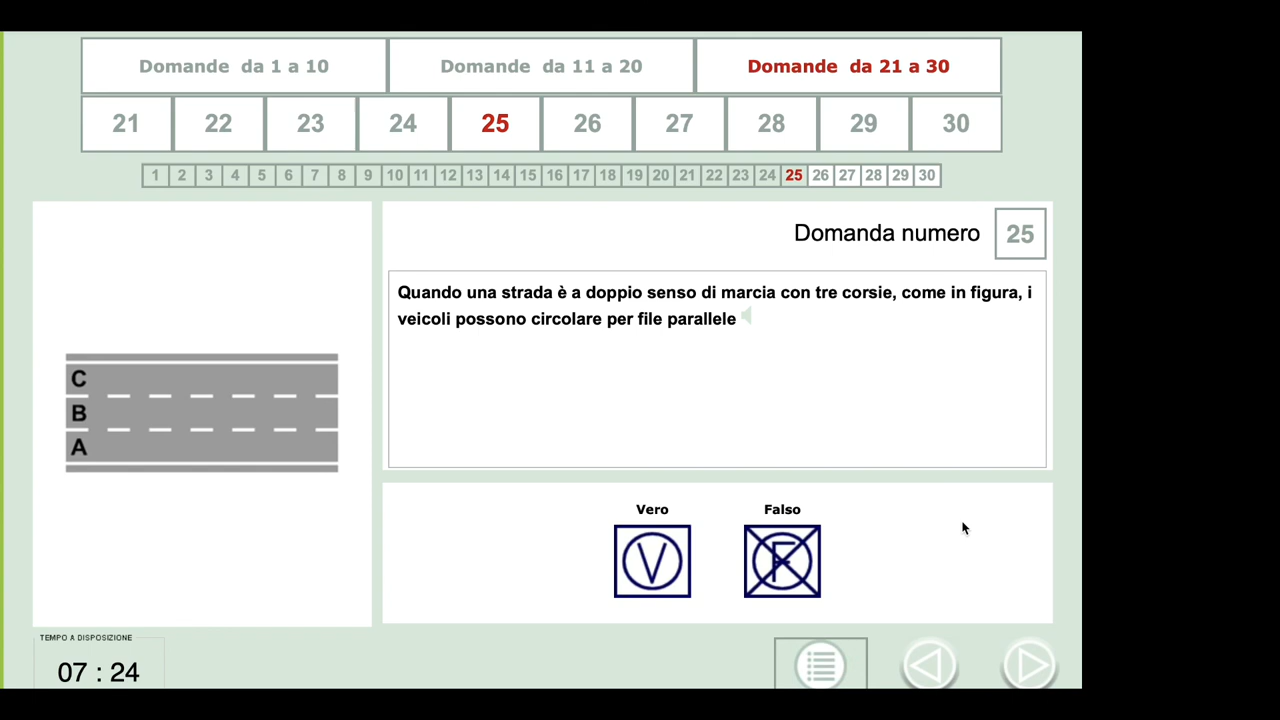 Domande da 1 a 10 Domande da 11 a 20 Domande da 21 a 30
21 22 23 24 25 26 27 28 29 30
1 2 3 4 5 6 7 8 9 10 11 12 13 14 15 16 17 18 19 20 21 22 23 24 25 26 27 28 29 30
Domanda numero 25
Quando una strada è a doppio senso di marcia con tre corsie, come in figura, i
veicoli possono circolare per file parallele
C
B
A
Vero Falso
V F
TEMPO A DISPOSIZIONE
07 : 24